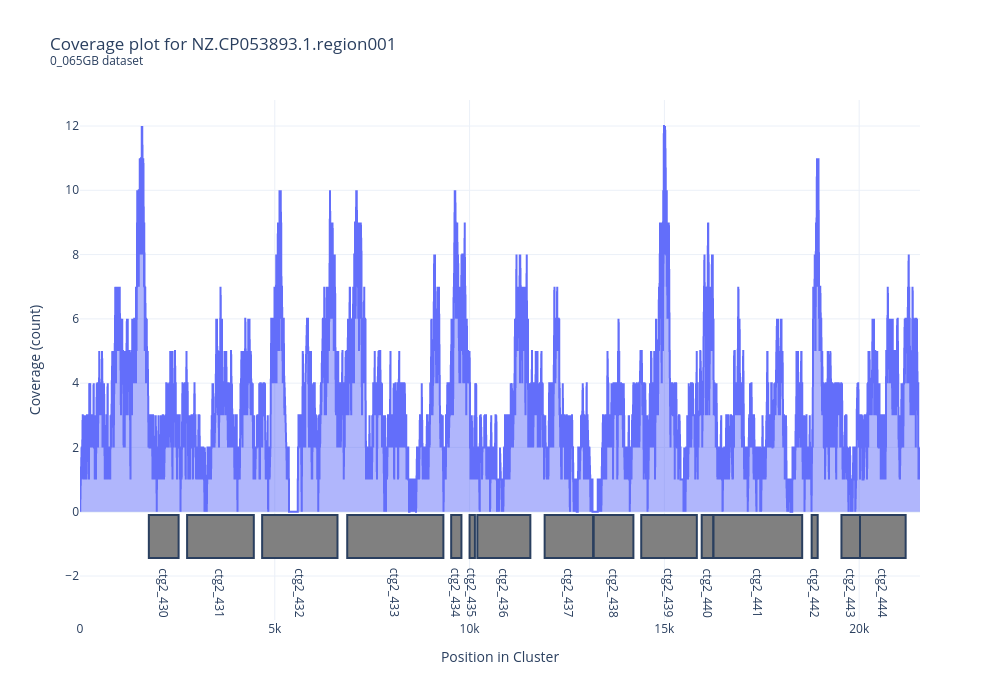 Coverage plot for NZ.CP053893.1.region001
0_065GB dataset
12
10
8
6
4
2
0
−2
Coverage (count)
ctg2_430
ctg2_431
ctg2_432
ctg2_433
ctg2_434
ctg2_435
ctg2_436
ctg2_437
ctg2_438
ctg2_439
ctg2_440
ctg2_441
ctg2_442
ctg2_443
ctg2_444
0
5k
10k
15k
20k
Position in Cluster